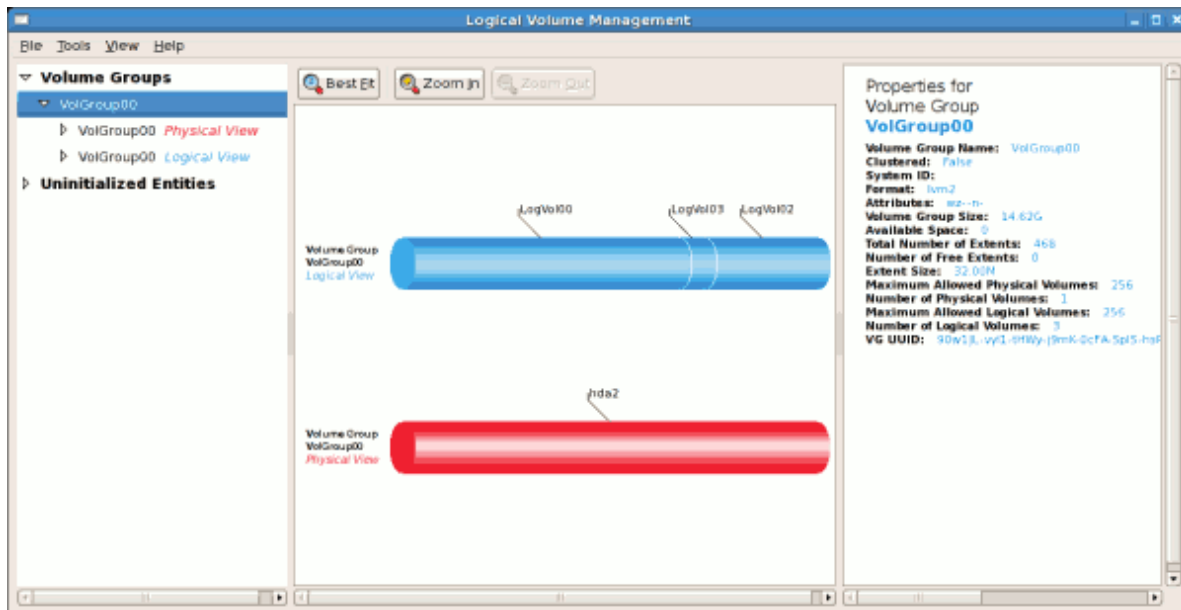 Logical Volume Management
File Tools View Help
Volume Groups
VolGroup00
VolGroup00 Physical View
VolGroup00 Logical View
Uninitialized Entities
Best Fit Zoom In Zoom Out
LogVol00 LogVol03 LogVol02
Volume Group
VolGroup00
Logical View
hda2
Volume Group
VolGroup00
Physical View
Properties for
Volume Group
VolGroup00
Volume Group Name: VolGroup00
Clustered: False
System ID:
Format: lvm2
Attributes: wz--n-
Volume Group Size: 14.62G
Available Space: 0
Total Number of Extents: 468
Number of Free Extents: 0
Extent Size: 32.00M
Maximum Allowed Physical Volumes: 256
Number of Physical Volumes: 1
Maximum Allowed Logical Volumes: 256
Number of Logical Volumes: 3
VG UUID: